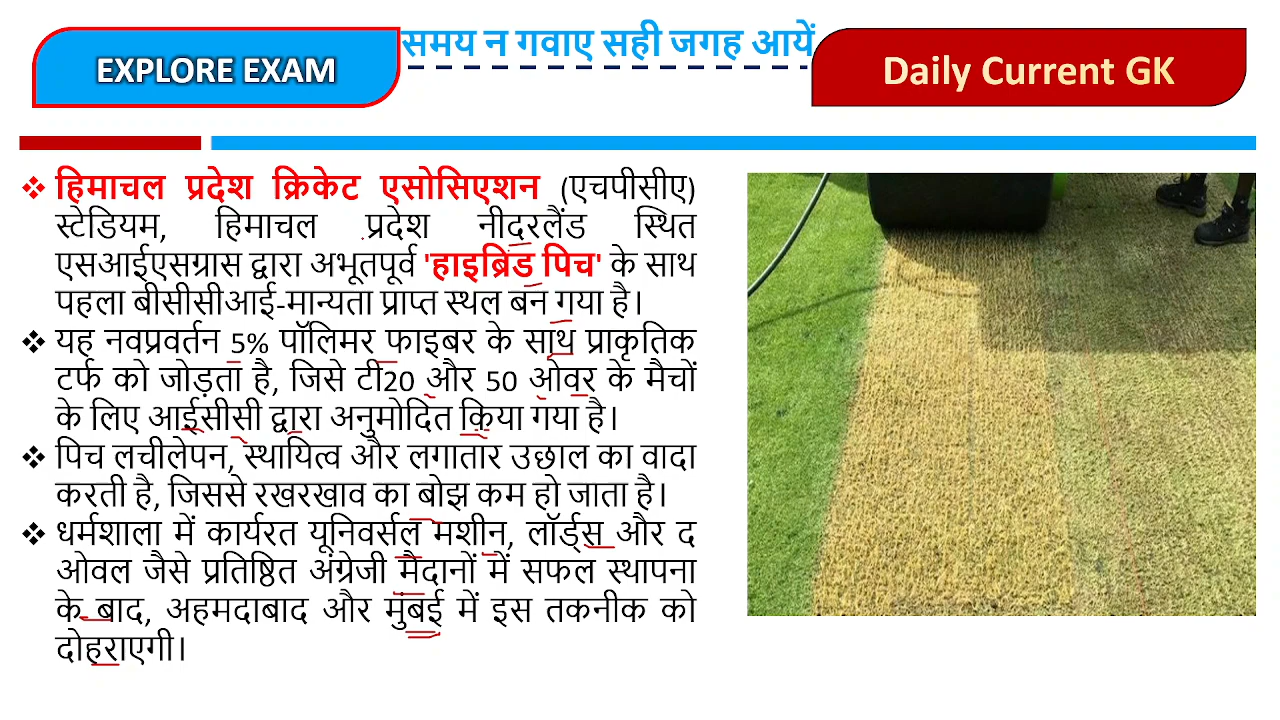 समय न गवाए सही जगह आयें
EXPLORE EXAM
Daily Current GK
❖ हिमाचल प्रदेश क्रिकेट एसोसिएशन (एचपीसीए)
स्टेडियम, हिमाचल प्रदेश नीदरलैंड स्थित
एसआईएसग्रास द्वारा अभूतपूर्व 'हाइब्रिड पिच' के साथ
पहला बीसीसीआई-मान्यता प्राप्त स्थल बन गया है।
❖ यह नवप्रवर्तन 5% पॉलिमर फाइबर के साथ प्राकृतिक
टर्फ को जोड़ता है, जिसे टी20 और 50 ओवर के मैचों
के लिए आईसीसी द्वारा अनुमोदित किया गया है।
❖ पिच लचीलेपन, स्थायित्व और लगातार उछाल का वादा
करती है, जिससे रखरखाव का बोझ कम हो जाता है।
❖ धर्मशाला में कार्यरत यूनिवर्सल मशीन, लॉर्ड्स और द
ओवल जैसे प्रतिष्ठित अंग्रेजी मैदानों में सफल स्थापना
के बाद, अहमदाबाद और मुंबई में इस तकनीक को
दोहराएगी।